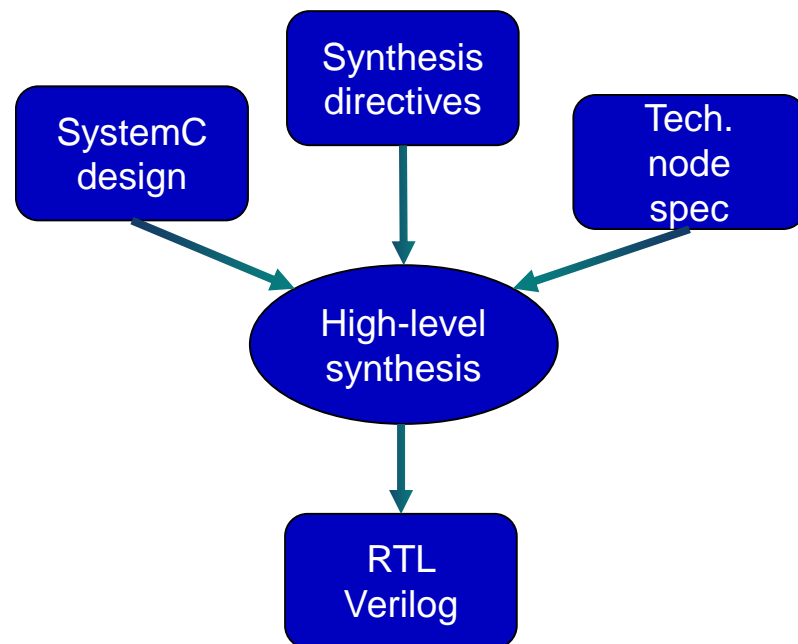 Synthesis
directives
SystemC
design
Tech.
node
spec
High-level
synthesis
RTL
Verilog